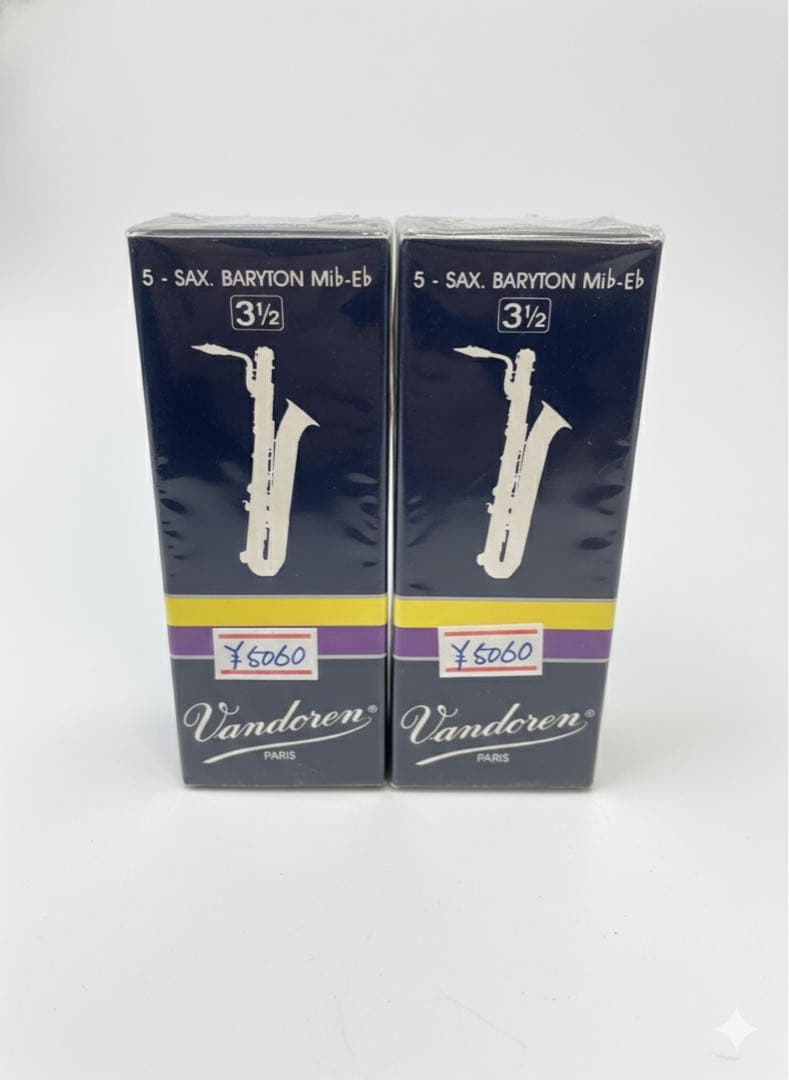 5 - SAX. BARYTON Mib-Eb
3½
¥5060
Vandoren®
PARIS
5 - SAX. BARYTON Mib-Eb
3½
¥5060
Vandoren®
PARIS